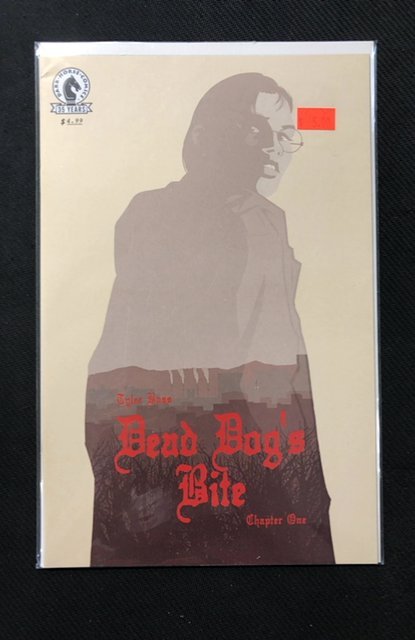 DARK HORSE COMICS
35 YEARS
$4.99
Tyler Boss
Dead Dog's
Bite
Chapter One